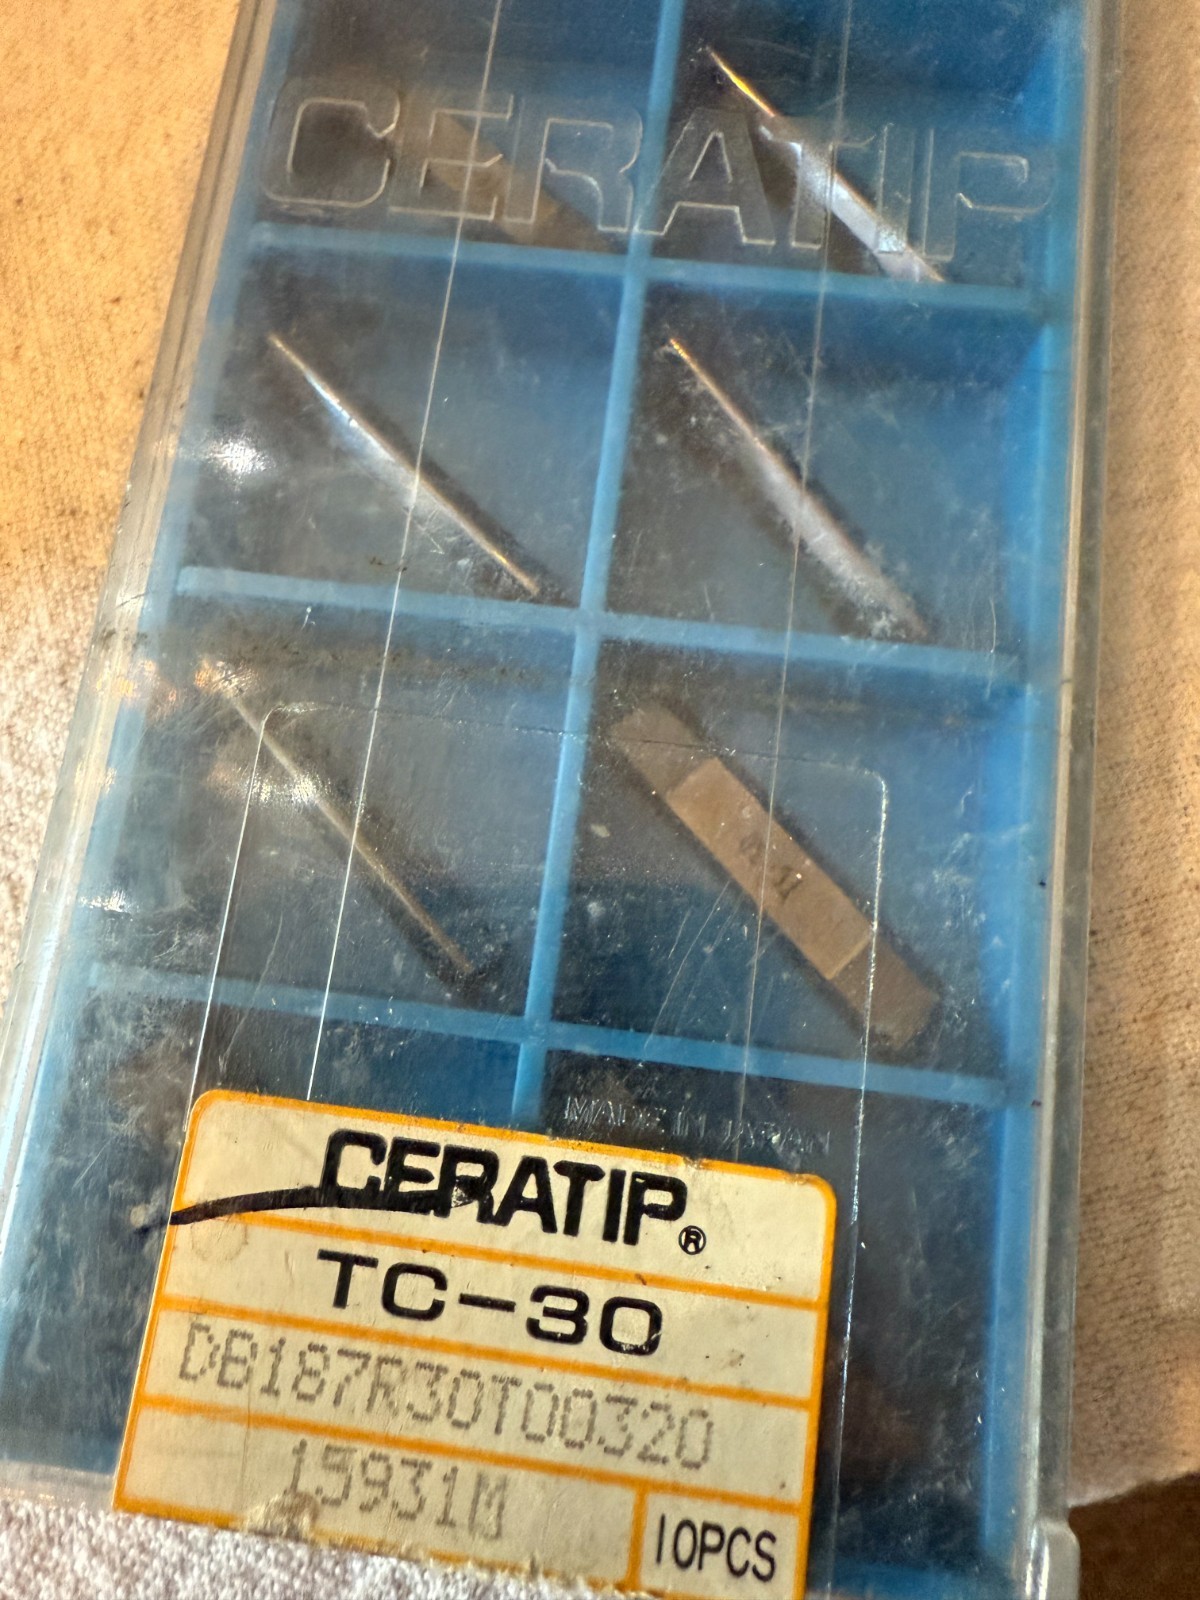 CERATIP
MADE IN JAPAN
CERATIP®
TC-30
DB187R30T00320
15931M
10PCS